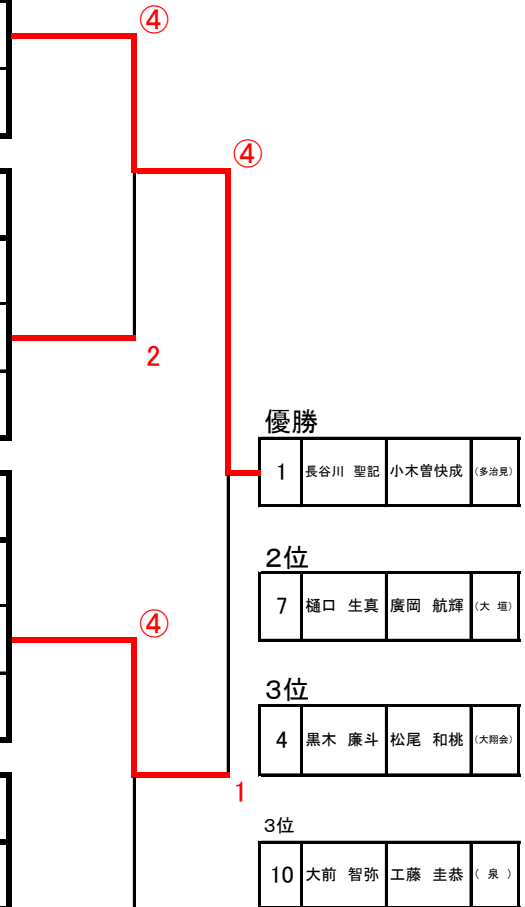 ④
④
2
優勝
1 長谷川 聖記 小木曽快成 (多治見)
2位
7 樋口 生真 廣岡 航輝 (大 垣)
④
3位
4 黒木 廉斗 松尾 和桃 (大翔会)
1
3位
10 大前 智弥 工藤 圭恭 ( 泉 )